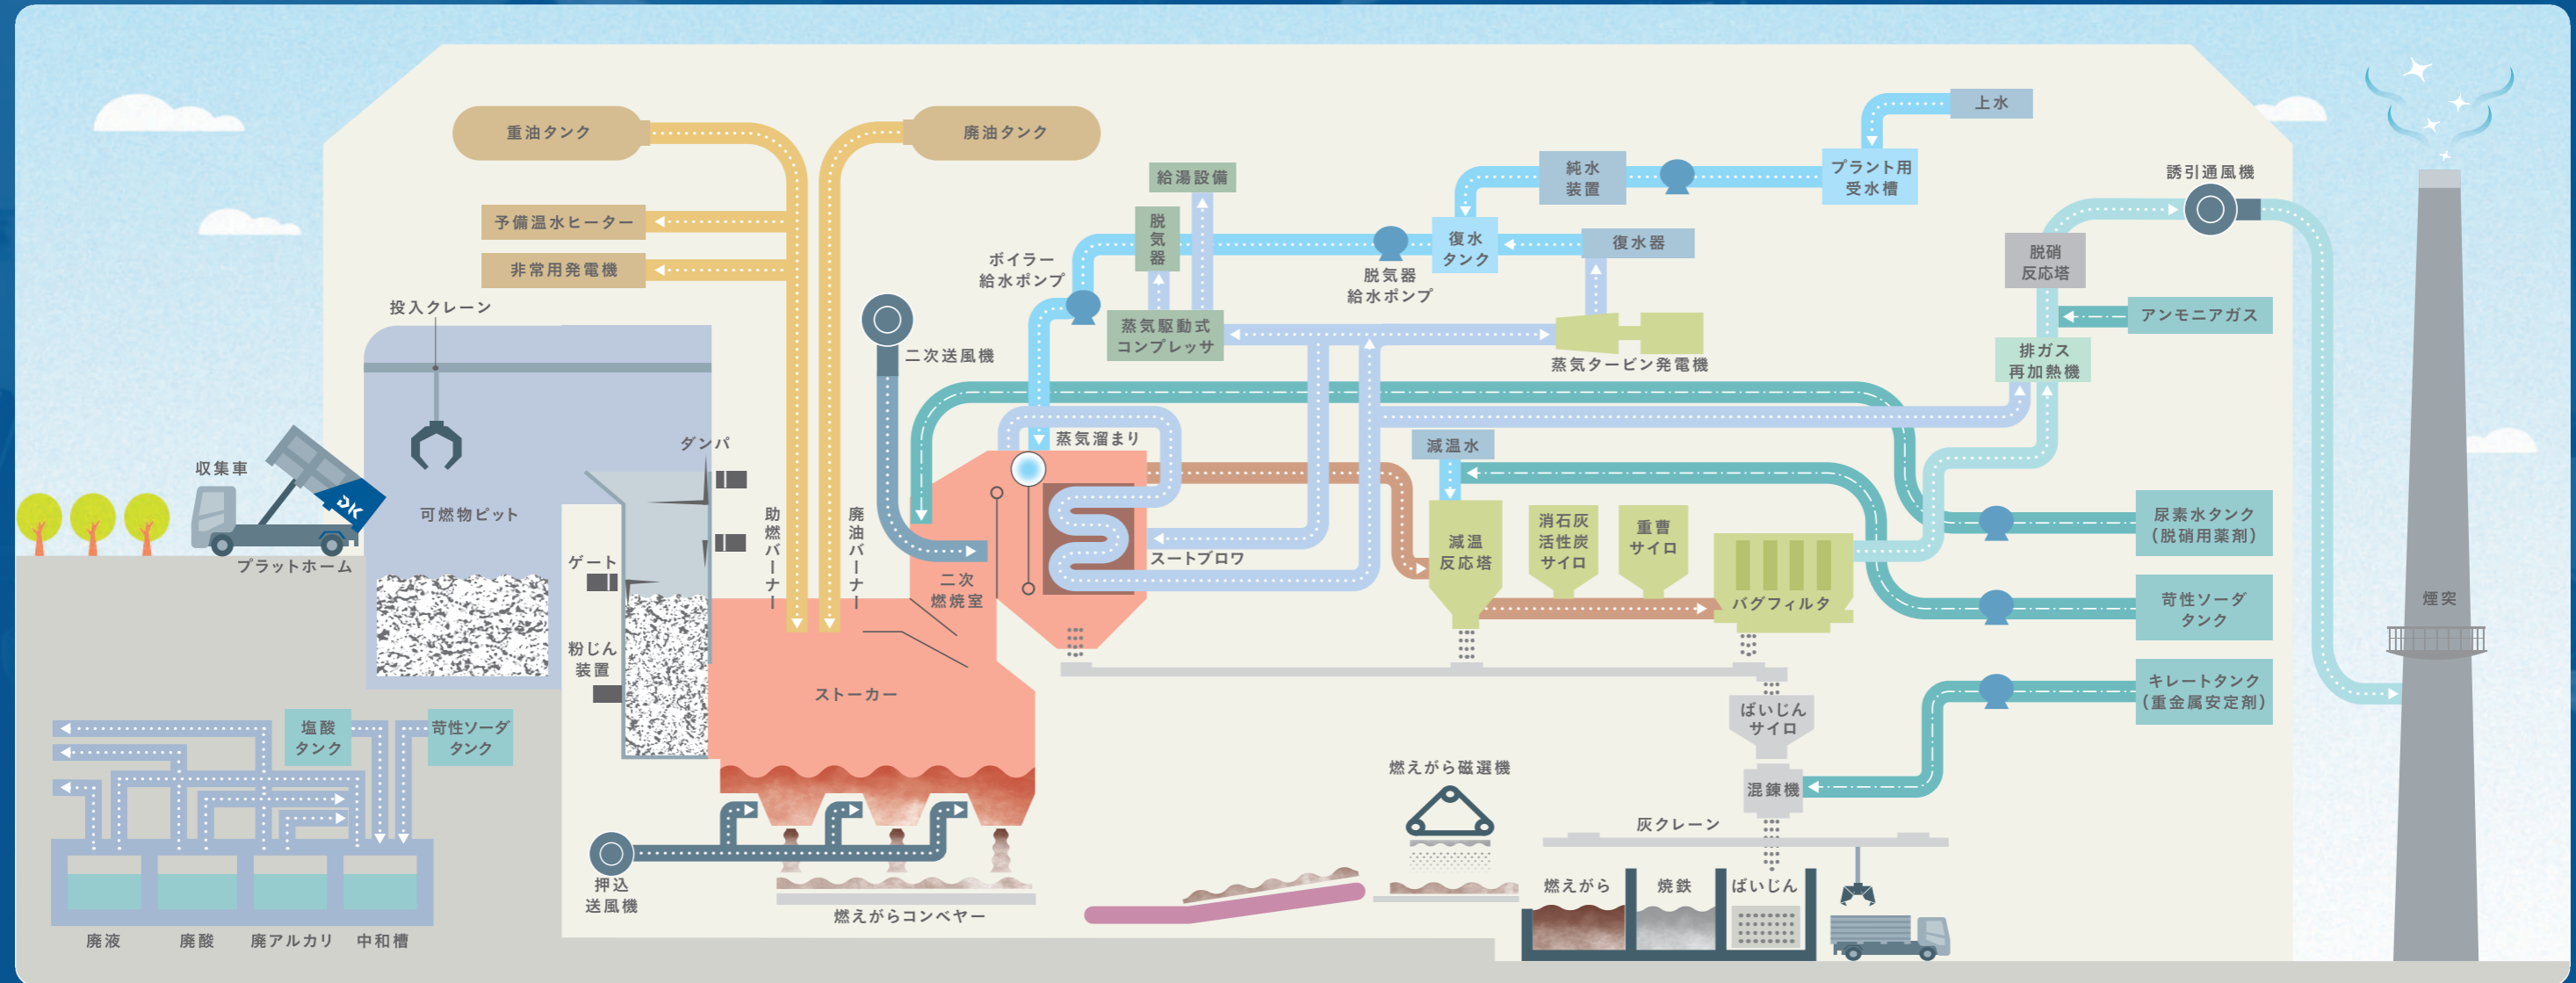 重油タンク
廃油タンク
上水
給湯設備
純水
装置
プラント用
受水槽
誘引通風機
予備温水ヒーター
脱気器
復水
タンク
復水器
脱硝
反応塔
非常用発電機
ボイラー
給水ポンプ
脱気器
給水ポンプ
投入クレーン
蒸気駆動式
コンプレッサ
アンモニアガス
二次送風機
蒸気タービン発電機
排ガス
再加熱機
ダンパ
蒸気溜まり
減温水
収集車
DK
可燃物ピット
助燃バーナー
廃油バーナー
消石灰
活性炭
サイロ
重曹
サイロ
尿素水タンク
(脱硝用薬剤)
減温
反応塔
プラットホーム
ゲート
スートブロワ
二次
燃焼室
バグフィルタ
苛性ソーダ
タンク
煙突
粉じん
装置
ストーカー
キレートタンク
(重金属安定剤)
塩酸
タンク
苛性ソーダ
タンク
ばいじん
サイロ
燃えがら磁選機
混錬機
灰クレーン
押込
送風機
燃えがらコンベヤー
燃えがら
焼鉄
ばいじん
廃液
廃酸
廃アルカリ
中和槽